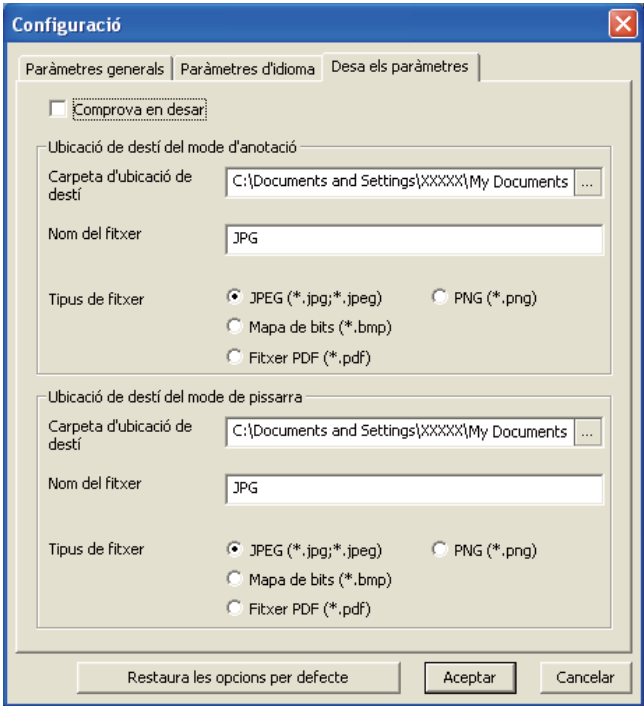 Configuració
Paràmetres generals
Paràmetres d'idioma
Desa els paràmetres
Comprova en desar
Ubicació de destí del mode d'anotació
Carpeta d'ubicació de
destí
C:\Documents and Settings\XXXXX\My Documents
...
Nom del fitxer
JPG
Tipus de fitxer
JPEG (*.jpg;*.jpeg)
PNG (*.png)
Mapa de bits (*.bmp)
Fitxer PDF (*.pdf)
Ubicació de destí del mode de pissarra
Carpeta d'ubicació de
destí
C:\Documents and Settings\XXXXX\My Documents
...
Nom del fitxer
JPG
Tipus de fitxer
JPEG (*.jpg;*.jpeg)
PNG (*.png)
Mapa de bits (*.bmp)
Fitxer PDF (*.pdf)
Restaura les opcions per defecte
Aceptar
Cancelar